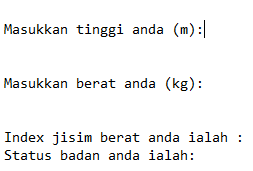 Masukkan tinggi anda (m):
Masukkan berat anda (kg):
Index jisim berat anda ialah :
Status badan anda ialah: